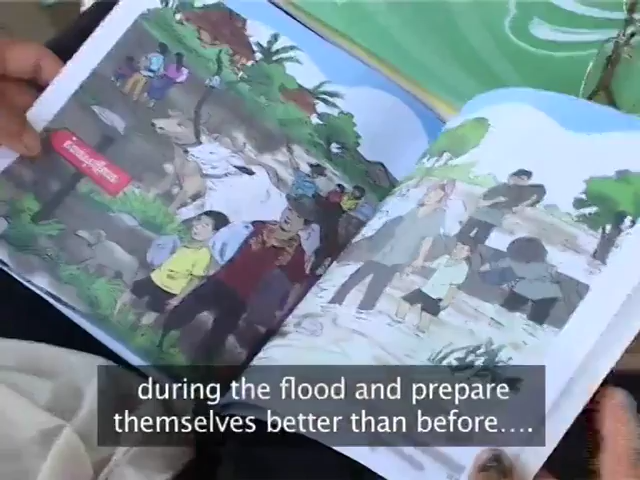 during the flood and prepare
themselves better than before....